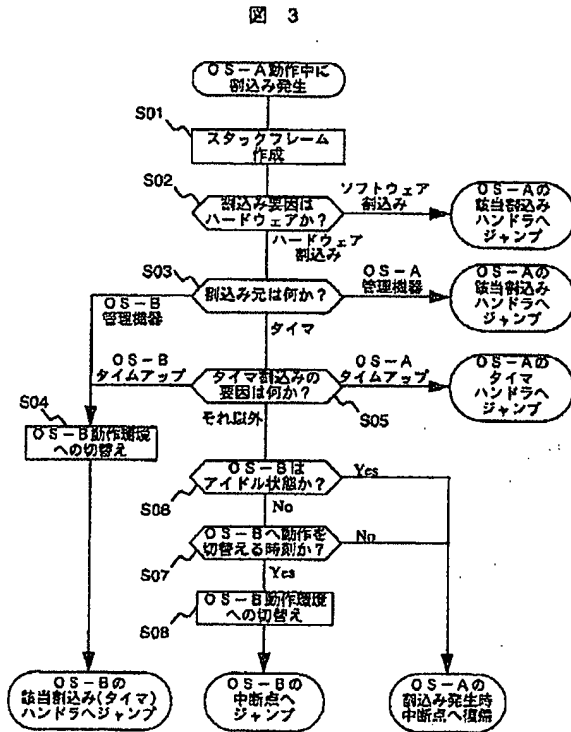 図 3
OS-A動作中に
割込み発生
S01
スタックフレーム
作成
S02
割込み要因は
ハードウェアか?
ソフトウェア
割込み
OS-Aの
該当割込み
ハンドラへ
ジャンプ
ハードウェア
割込み
S03
割込み元は何か?
OS-A
管理機器
OS-Aの
該当割込み
ハンドラへ
ジャンプ
OS-B
管理機器
タイマ
OS-B
タイムアップ
タイマ割込みの
要因は何か?
OS-A
タイムアップ
OS-Aの
タイマ
ハンドラへ
ジャンプ
S04
S05
それ以外
OS-B動作環境
への切替え
OS-Bは
アイドル状態か?
Yes
S06
No
OS-Bへ動作を
切替える時刻か?
No
S07
Yes
S08
OS-B動作環境
への切替え
OS-Bの
該当割込み(タイマ)
ハンドラへジャンプ
OS-Bの
中断点へ
ジャンプ
OS-Aの
割込み発生時
中断点へ復帰